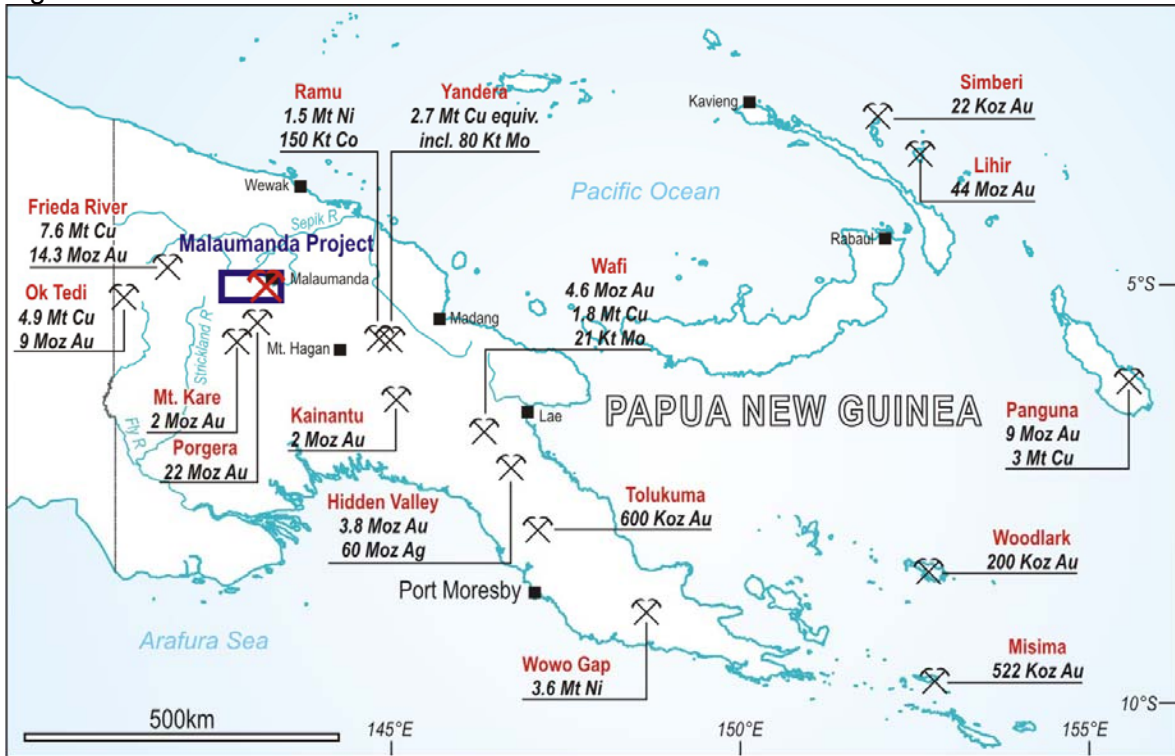 Ramu
1.5 Mt Ni
150 Kt Co
Yandera
2.7 Mt Cu equiv.
incl. 80 Kt Mo
Simberi
22 Koz Au
Kavieng
Lihir
44 Moz Au
Wewak
Pacific Ocean
Frieda River
7.6 Mt Cu
14.3 Moz Au
Sepik R
Malaumanda Project
Malaumanda
Rabaul
Wafi
4.6 Moz Au
1.8 Mt Cu
21 Kt Mo
5°S
Ok Tedi
4.9 Mt Cu
9 Moz Au
Strickland R
Madang
Mt. Hagan
Mt. Kare
2 Moz Au
Kainantu
2 Moz Au
Lae
PAPUA NEW GUINEA
Panguna
9 Moz Au
3 Mt Cu
Fly R
Porgera
22 Moz Au
Hidden Valley
3.8 Moz Au
60 Moz Ag
Tolukuma
600 Koz Au
Woodlark
200 Koz Au
Port Moresby
Arafura Sea
Wowo Gap
3.6 Mt Ni
Misima
522 Koz Au
10°S
500km
145°E
150°E
155°E